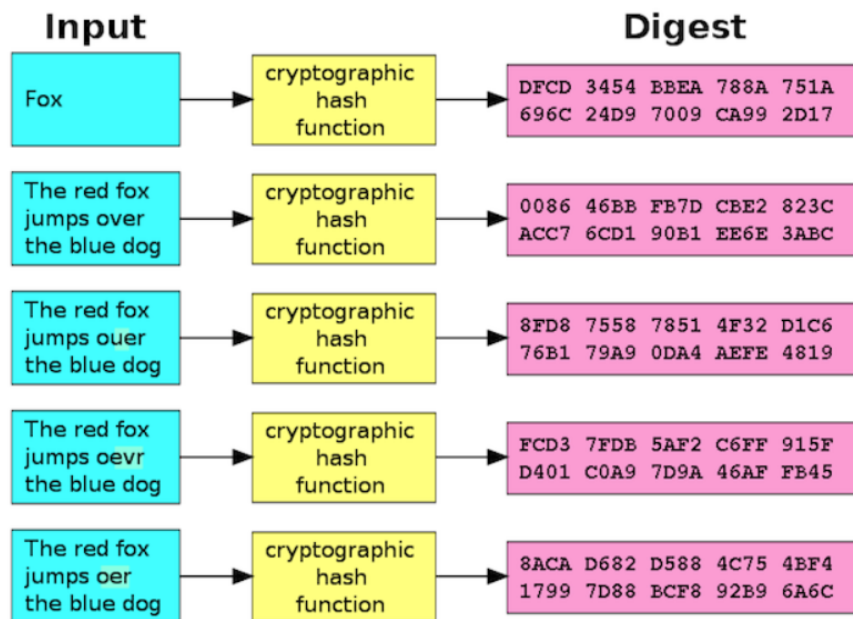 Input
Digest
Fox
cryptographic
hash
function
DFCD 3454 BBEA 788A 751A
696C 24D9 7009 CA99 2D17
The red fox
jumps over
the blue dog
cryptographic
hash
function
0086 46BB FB7D CBE2 823C
ACC7 6CD1 90B1 EE6E 3ABC
The red fox
jumps ouer
the blue dog
cryptographic
hash
function
8FD8 7558 7851 4F32 D1C6
76B1 79A9 0DA4 AEFE 4819
The red fox
jumps oevr
the blue dog
cryptographic
hash
function
FCD3 7FDB 5AF2 C6FF 915F
D401 C0A9 7D9A 46AF FB45
The red fox
jumps oer
the blue dog
cryptographic
hash
function
8ACA D682 D588 4C75 4BF4
1799 7D88 BCF8 92B9 6A6C